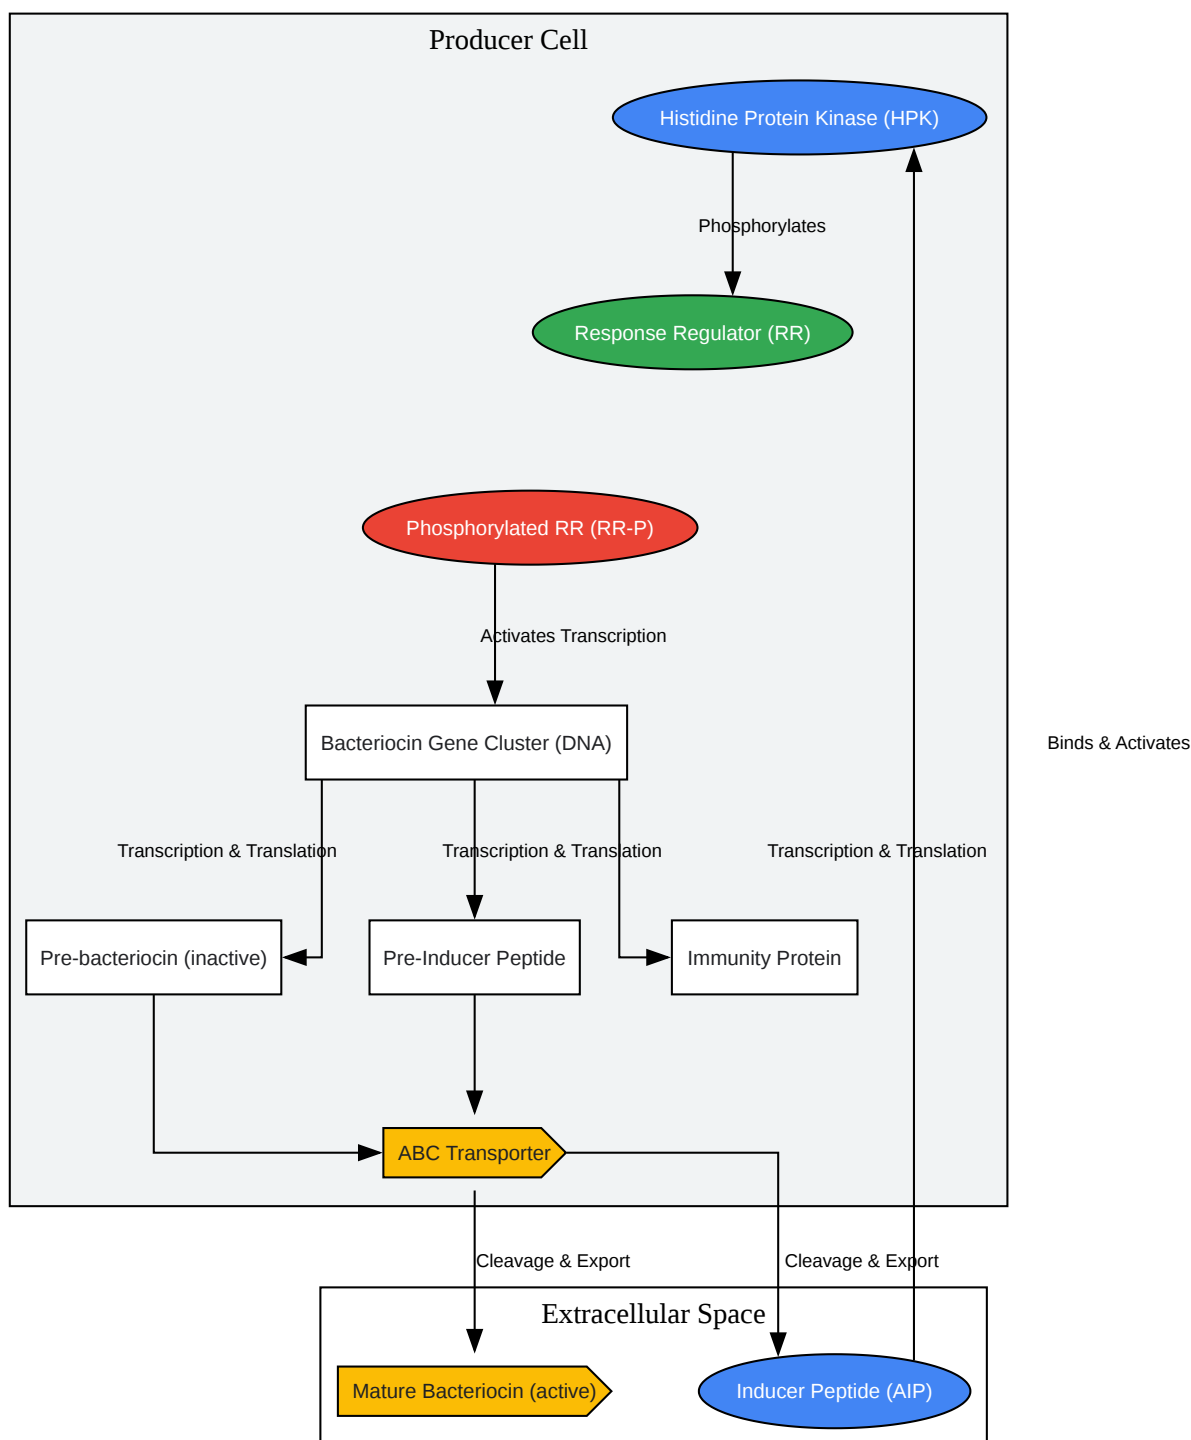 Producer Cell
Histidine Protein Kinase (HPK)
Phosphorylates
Response Regulator (RR)
Phosphorylated RR (RR-P)
Activates Transcription
Bacteriocin Gene Cluster (DNA)
Binds & Activates
Transcription & Translation
Transcription & Translation
Transcription & Translation
Pre-bacteriocin (inactive)
Pre-Inducer Peptide
Immunity Protein
ABC Transporter
Cleavage & Export
Cleavage & Export
Extracellular Space
Mature Bacteriocin (active)
Inducer Peptide (AIP)